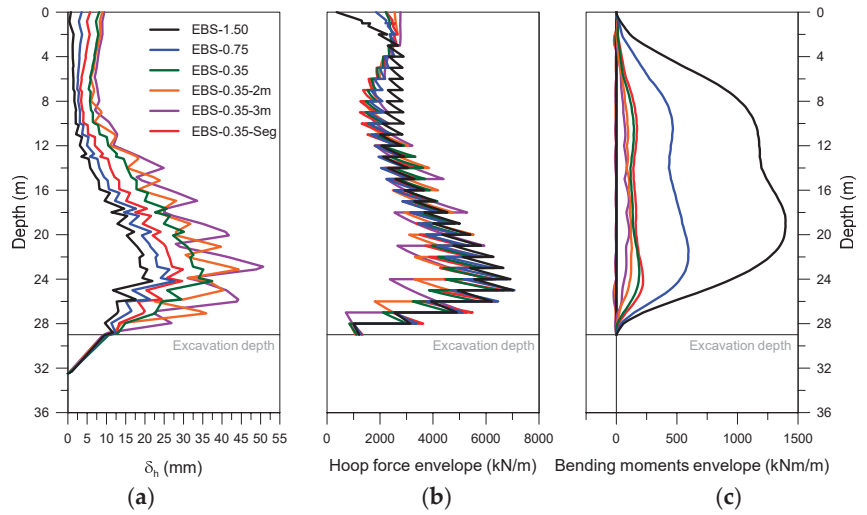 0
4
8
12
16
20
24
28
32
36
Depth (m)
EBS-1.50
EBS-0.75
EBS-0.35
EBS-0.35-2m
EBS-0.35-3m
EBS-0.35-Seg
Excavation depth
0 5 10 15 20 25 30 35 40 45 50 55
δh (mm)
(a)
Excavation depth
0 2000 4000 6000 8000
Hoop force envelope (kN/m)
(b)
Excavation depth
0 500 1000 1500
Bending moments envelope (kNm/m)
(c)
0
4
8
12
16
20
24
28
32
36
Depth (m)